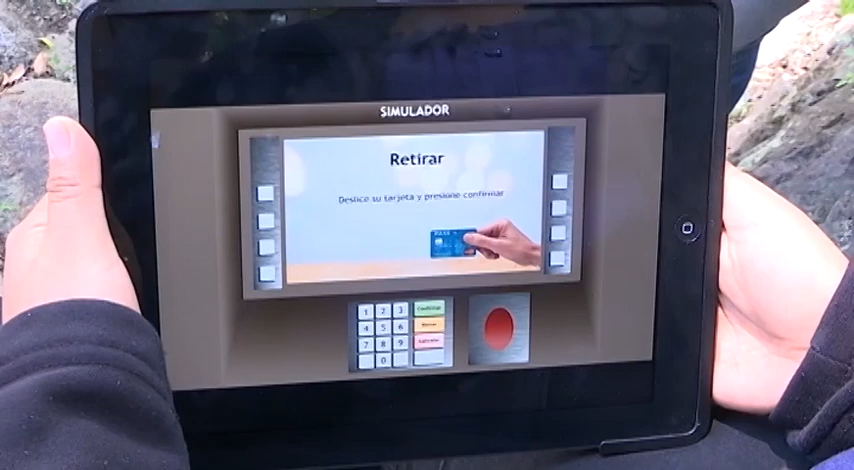 SIMULADOR
Retirar
Deslice su tarjeta y presione confirmar
1 2 3 Confirmar
4 5 6 Borrar
7 8 9 Cancelar
0